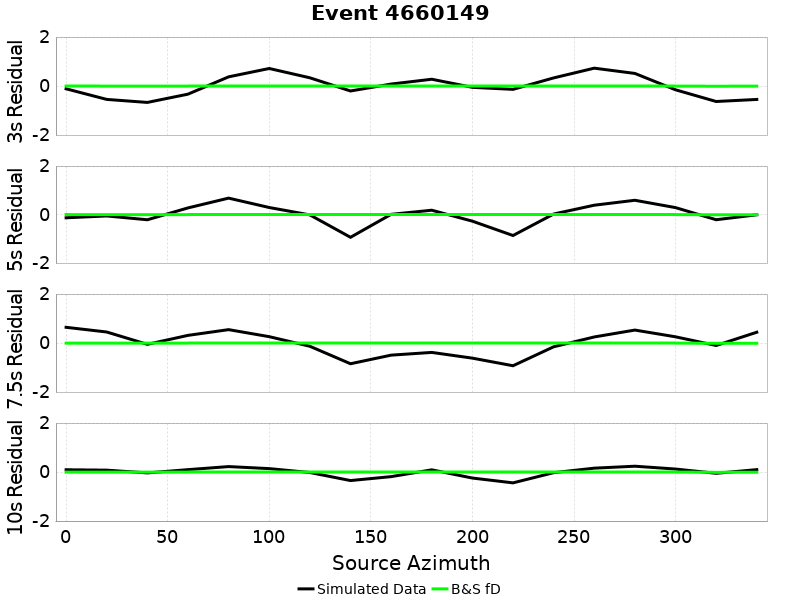 Event 4660149
3s Residual
2
0
-2
5s Residual
2
0
-2
7.5s Residual
2
0
-2
10s Residual
2
0
-2
0 50 100 150 200 250 300
Source Azimuth
Simulated Data B&S fD